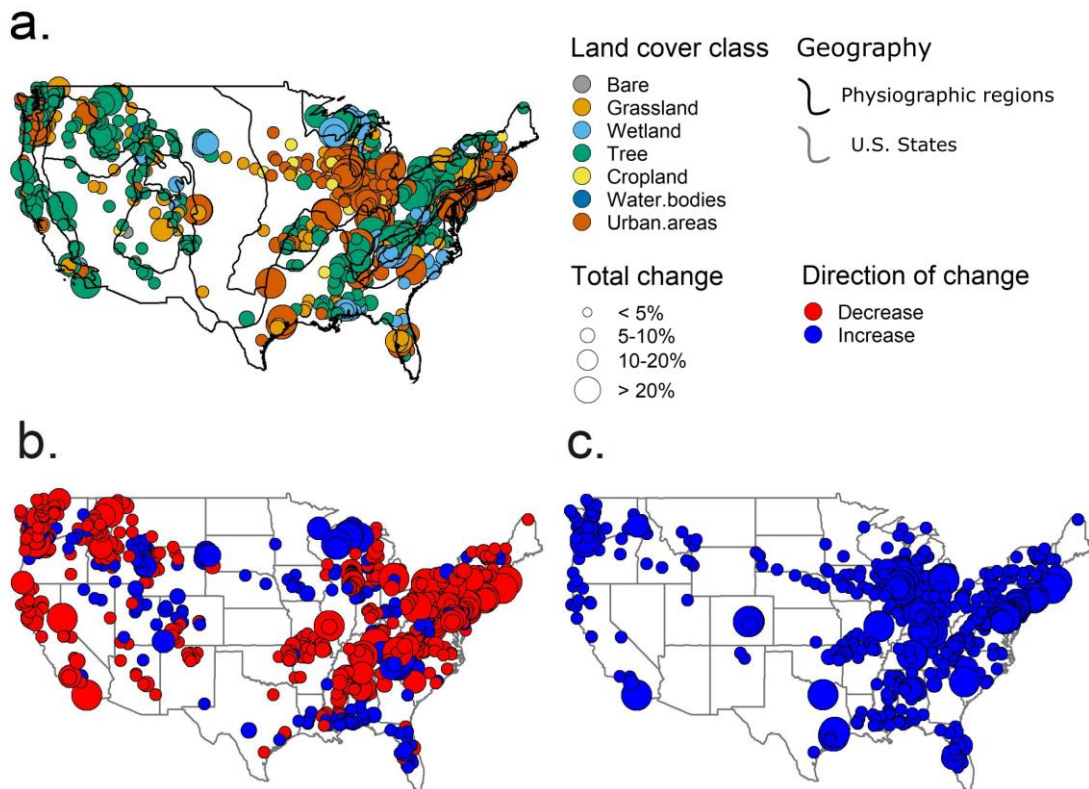 a.
Land cover class
Bare
Grassland
Wetland
Tree
Cropland
Water.bodies
Urban.areas
Geography
Physiographic regions
U.S. States
Total change
< 5%
5-10%
10-20%
> 20%
Direction of change
Decrease
Increase
b.
c.